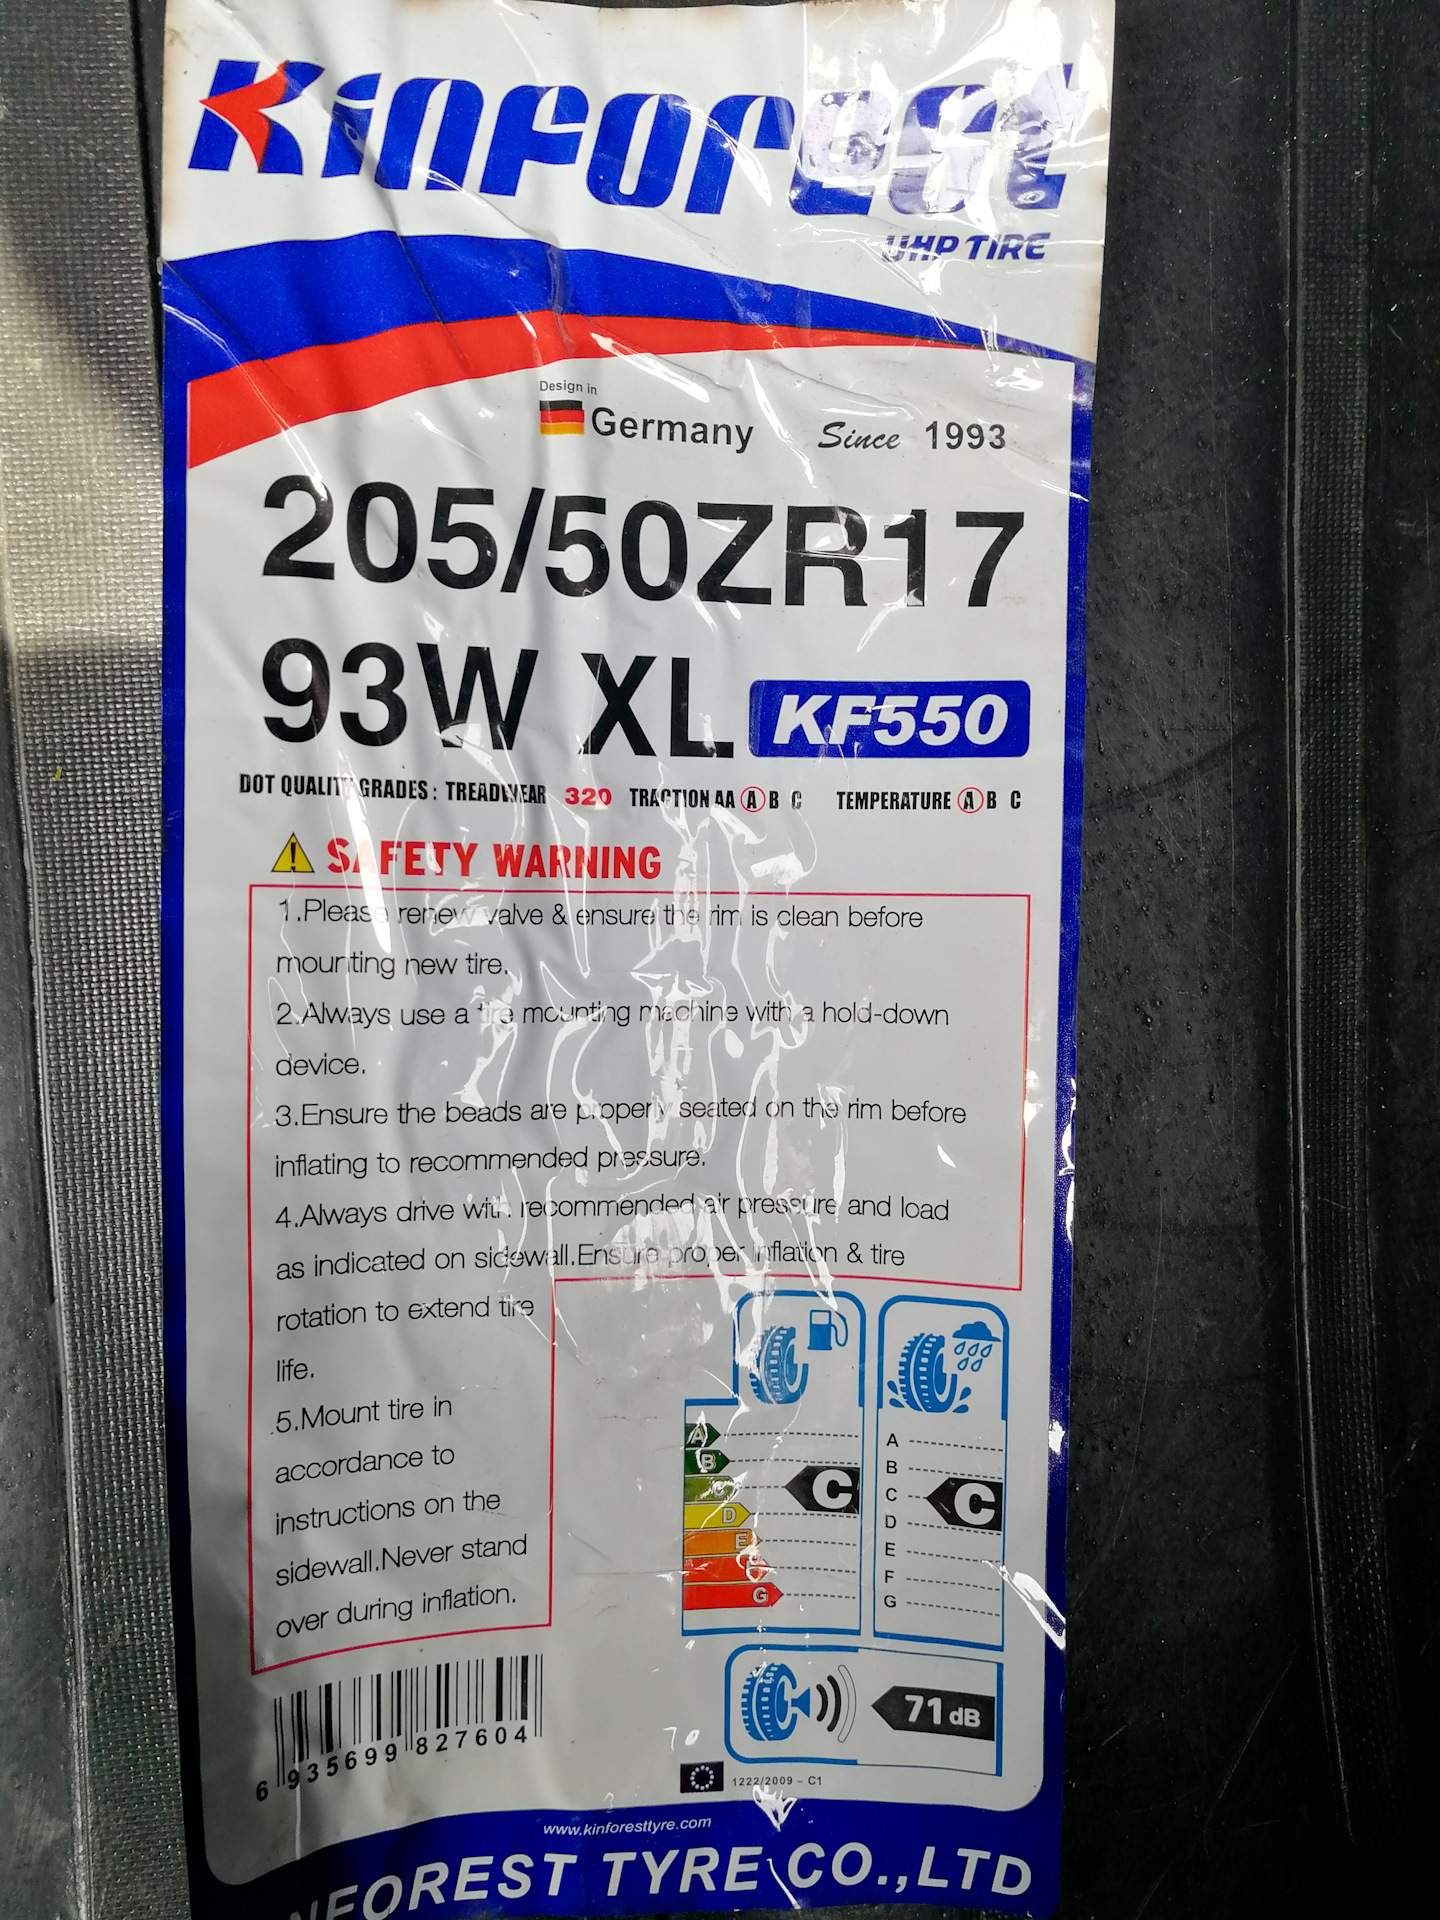 Kinforest
UHP TIRE
Design in
Germany Since 1993
205/50ZR17
93W XL KF550
DOT QUALITY GRADES : TREADWEAR 320 TRACTION AA A B C TEMPERATURE A B C
SAFETY WARNING
1.Please renew valve & ensure the rim is clean before
mounting new tire.
2.Always use a tire mounting machine with a hold-down
device.
3.Ensure the beads are properly seated on the rim before
inflating to recommended pressure.
4.Always drive with recommended air pressure and load
as indicated on sidewall.Ensure proper inflation & tire
rotation to extend tire
life.
5.Mount tire in
accordance to
instructions on the
sidewall.Never stand
over during inflation.
A A
B B
C C C C
D D
E E
F
G G
71 dB
6 935699 827604
1222/2009 – C1
www.kinforesttyre.com
NFOREST TYRE CO.,LTD